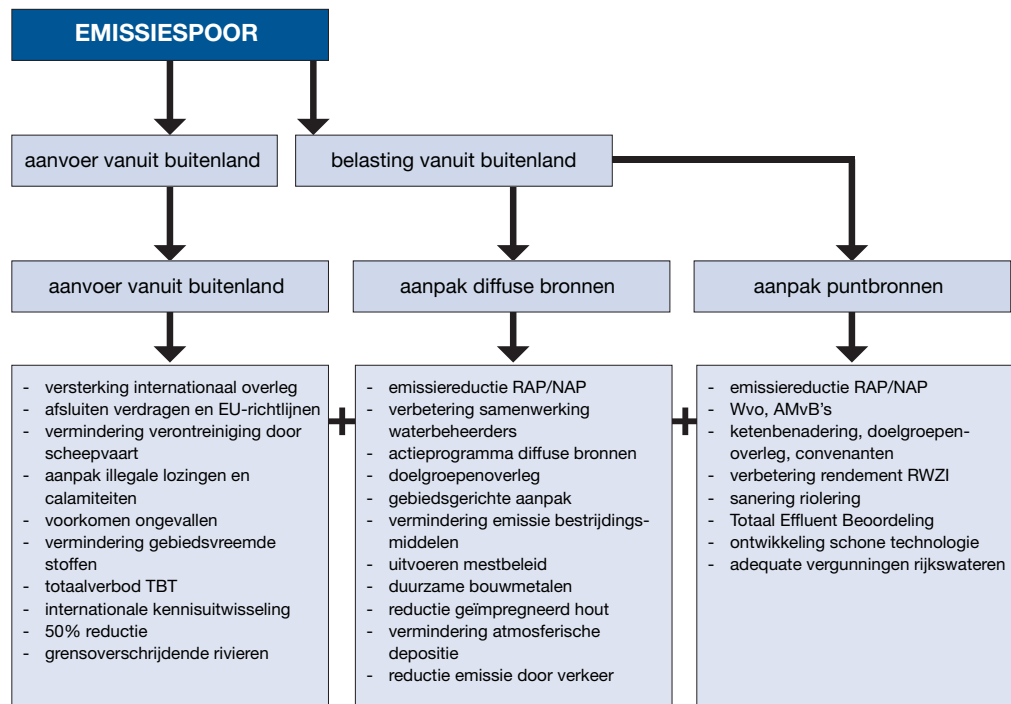 EMISSIESPOOR
aanvoer vanuit buitenland
belasting vanuit buitenland
aanvoer vanuit buitenland
aanpak diffuse bronnen
aanpak puntbronnen
- versterking internationaal overleg
- afsluiten verdragen en EU-richtlijnen
- vermindering verontreiniging door
scheepvaart
- aanpak illegale lozingen en
calamiteiten
- voorkomen ongevallen
- vermindering gebiedsvreemde
stoffen
- totaalverbod TBT
- internationale kennisuitwisseling
- 50% reductie
- grensoverschrijdende rivieren
+
- emissiereductie RAP/NAP
- verbetering samenwerking
waterbeheerders
- actieprogramma diffuse bronnen
- doelgroepenoverleg
- gebiedsgerichte aanpak
- vermindering emissie bestrijdings-
middelen
- uitvoeren mestbeleid
- duurzame bouwmetalen
- reductie geïmpregneerd hout
- vermindering atmosferische
depositie
- reductie emissie door verkeer
+
- emissiereductie RAP/NAP
- Wvo, AMvB's
- ketenbenadering, doelgroepen-
overleg, convenanten
- verbetering rendement RWZI
- sanering riolering
- Totaal Effluent Beoordeling
- ontwikkeling schone technologie
- adequate vergunningen rijkswateren